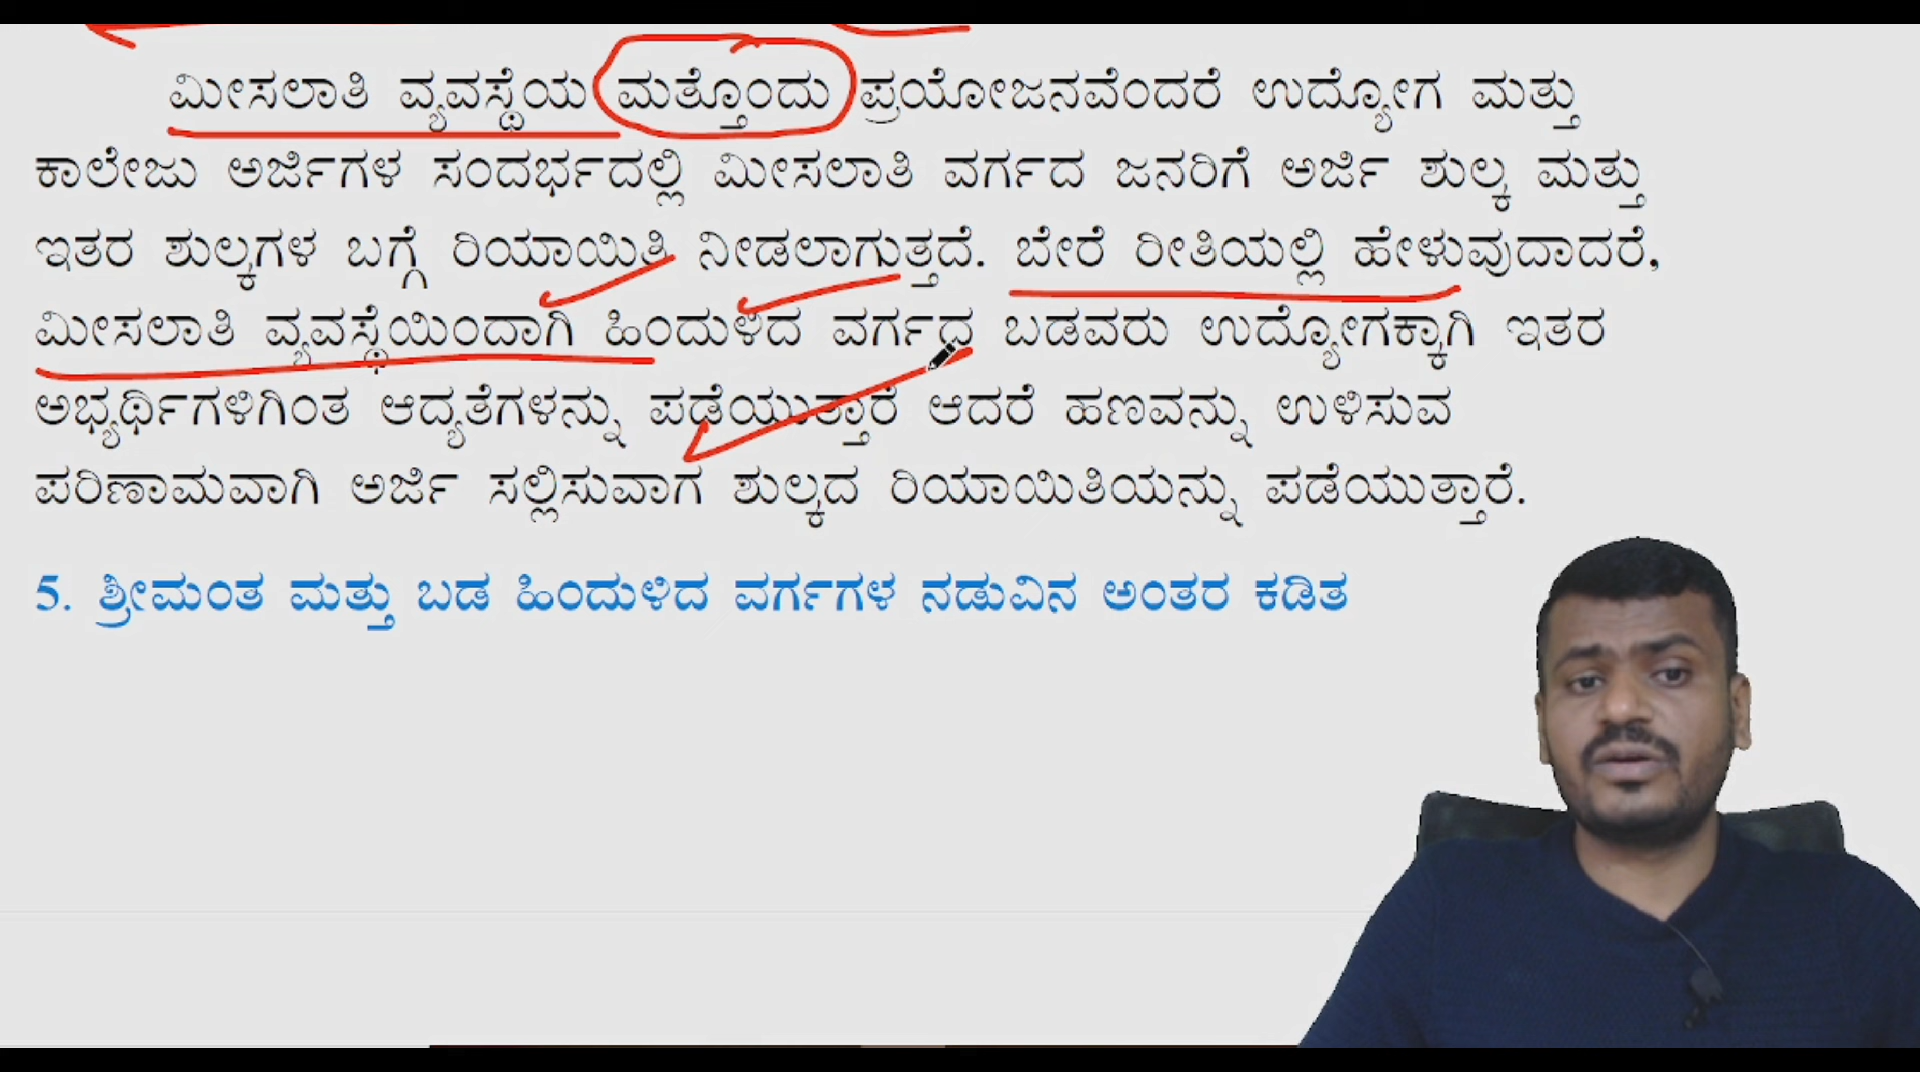 ಮೀಸಲಾತಿ ವ್ಯವಸ್ಥೆಯ ಮತ್ತೊಂದು ಪ್ರಯೋಜನವೆಂದರೆ ಉದ್ಯೋಗ ಮತ್ತು
ಕಾಲೇಜು ಅರ್ಜಿಗಳ ಸಂದರ್ಭದಲ್ಲಿ ಮೀಸಲಾತಿ ವರ್ಗದ ಜನರಿಗೆ ಅರ್ಜಿ ಶುಲ್ಕ ಮತ್ತು
ಇತರ ಶುಲ್ಕಗಳ ಬಗ್ಗೆ ರಿಯಾಯಿತಿ ನೀಡಲಾಗುತ್ತದೆ. ಬೇರೆ ರೀತಿಯಲ್ಲಿ ಹೇಳುವುದಾದರೆ,
ಮೀಸಲಾತಿ ವ್ಯವಸ್ಥೆಯಿಂದಾಗಿ ಹಿಂದುಳಿದ ವರ್ಗದ ಬಡವರು ಉದ್ಯೋಗಕ್ಕಾಗಿ ಇತರ
ಅಭ್ಯರ್ಥಿಗಳಿಗಿಂತ ಆದ್ಯತೆಗಳನ್ನು ಪಡೆಯುತ್ತಾರೆ ಆದರೆ ಹಣವನ್ನು ಉಳಿಸುವ
ಪರಿಣಾಮವಾಗಿ ಅರ್ಜಿ ಸಲ್ಲಿಸುವಾಗ ಶುಲ್ಕದ ರಿಯಾಯಿತಿಯನ್ನು ಪಡೆಯುತ್ತಾರೆ.
5. ಶ್ರೀಮಂತ ಮತ್ತು ಬಡ ಹಿಂದುಳಿದ ವರ್ಗಗಳ ನಡುವಿನ ಅಂತರ ಕಡಿತ